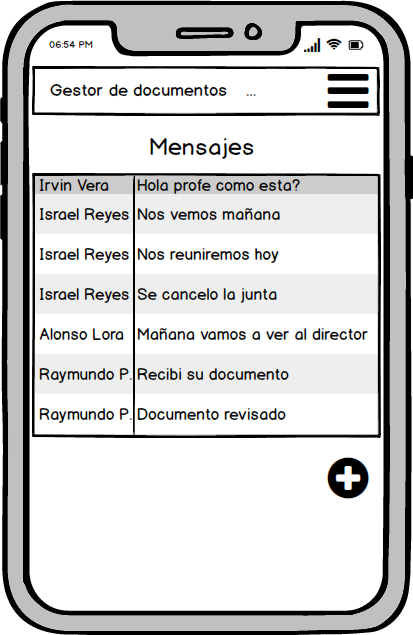 06:54 PM
Gestor de documentos ...
Mensajes
Irvin Vera Hola profe como esta?
Israel Reyes Nos vemos mañana
Israel Reyes Nos reuniremos hoy
Israel Reyes Se cancelo la junta
Alonso Lora Mañana vamos a ver al director
Raymundo P. Recibi su documento
Raymundo P. Documento revisado